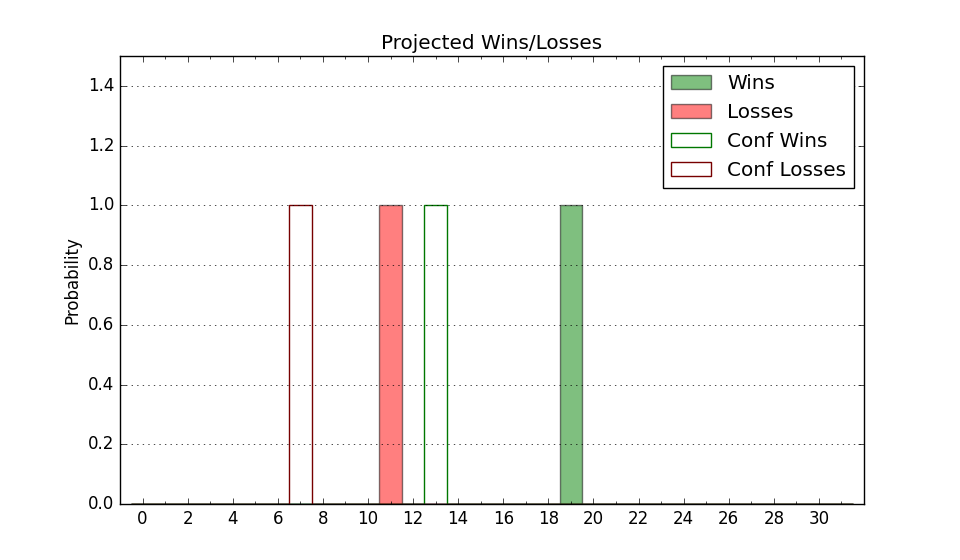 Projected Wins/Losses
Wins
Losses
Conf Wins
Conf Losses
Probability
1.4
1.2
1.0
0.8
0.6
0.4
0.2
0.0
0 2 4 6 8 10 12 14 16 18 20 22 24 26 28 30